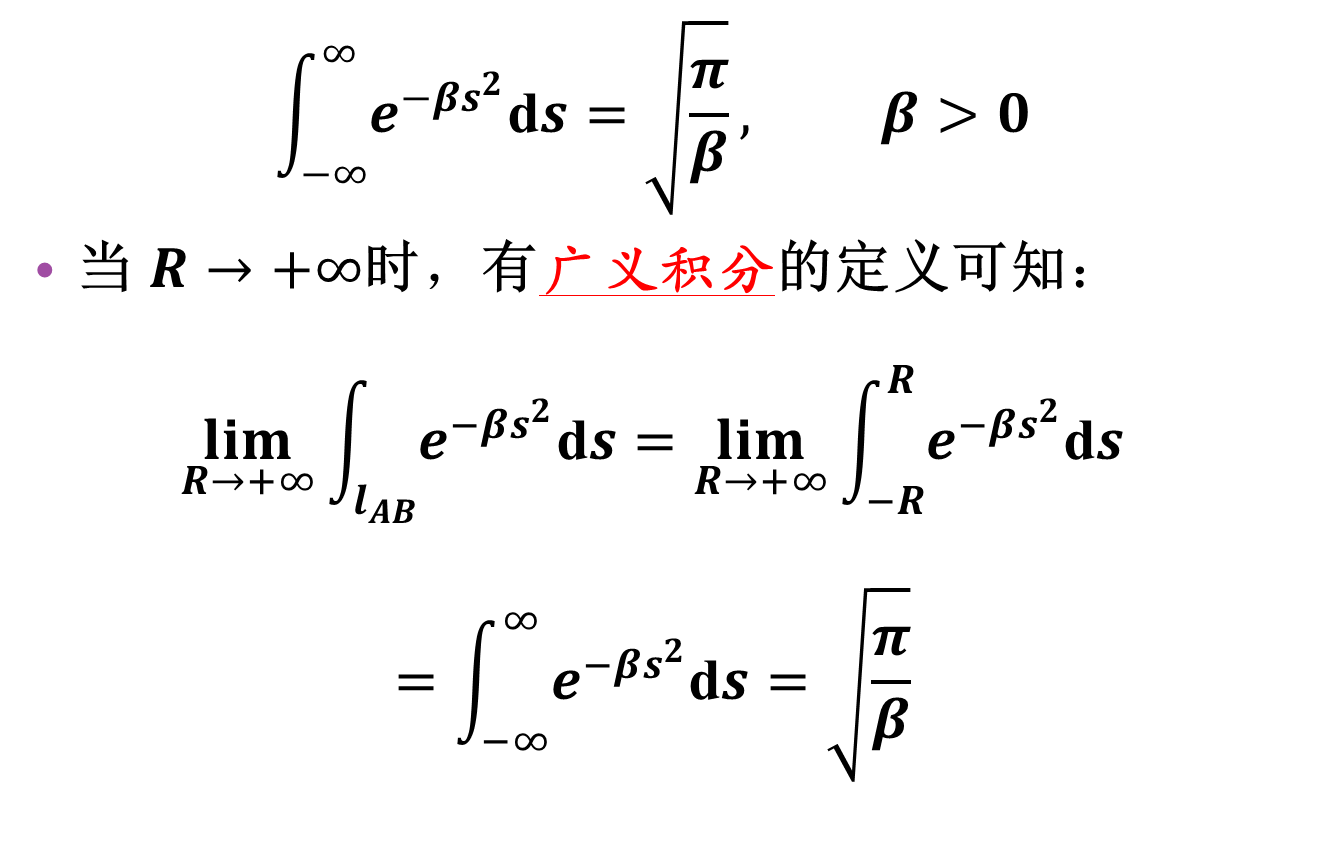 ∫_{−∞}^{∞} e^{−βs²} ds = √(π/β), β > 0
• 当 R → +∞时，有广义积分的定义可知：
lim_{R→+∞} ∫_{l_{AB}} e^{−βs²} ds = lim_{R→+∞} ∫_{−R}^{R} e^{−βs²} ds
= ∫_{−∞}^{∞} e^{−βs²} ds = √(π/β)